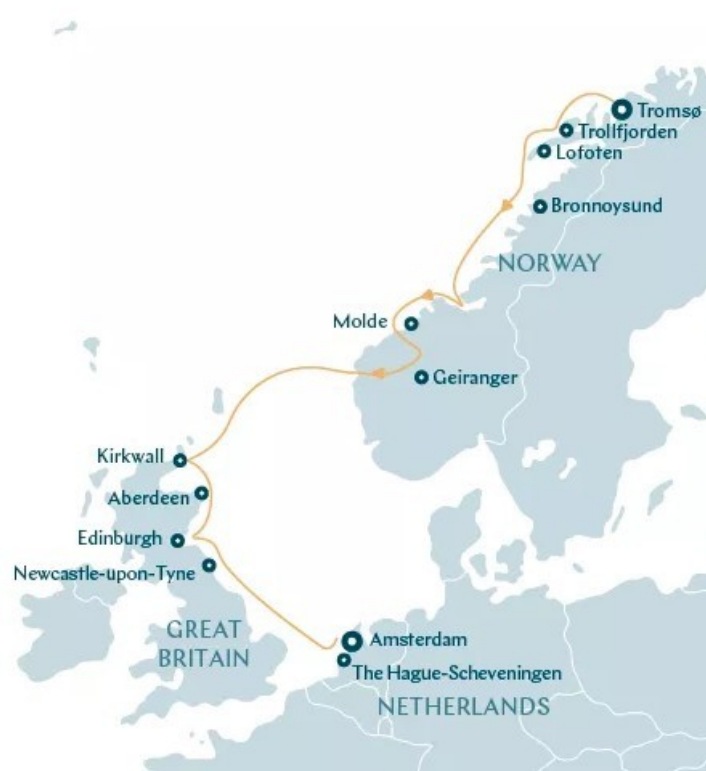 Tromsø
Trollfjorden
Lofoten
Bronnoysund
NORWAY
Molde
Geiranger
Kirkwall
Aberdeen
Edinburgh
Newcastle-upon-Tyne
GREAT
BRITAIN
Amsterdam
The Hague-Scheveningen
NETHERLANDS